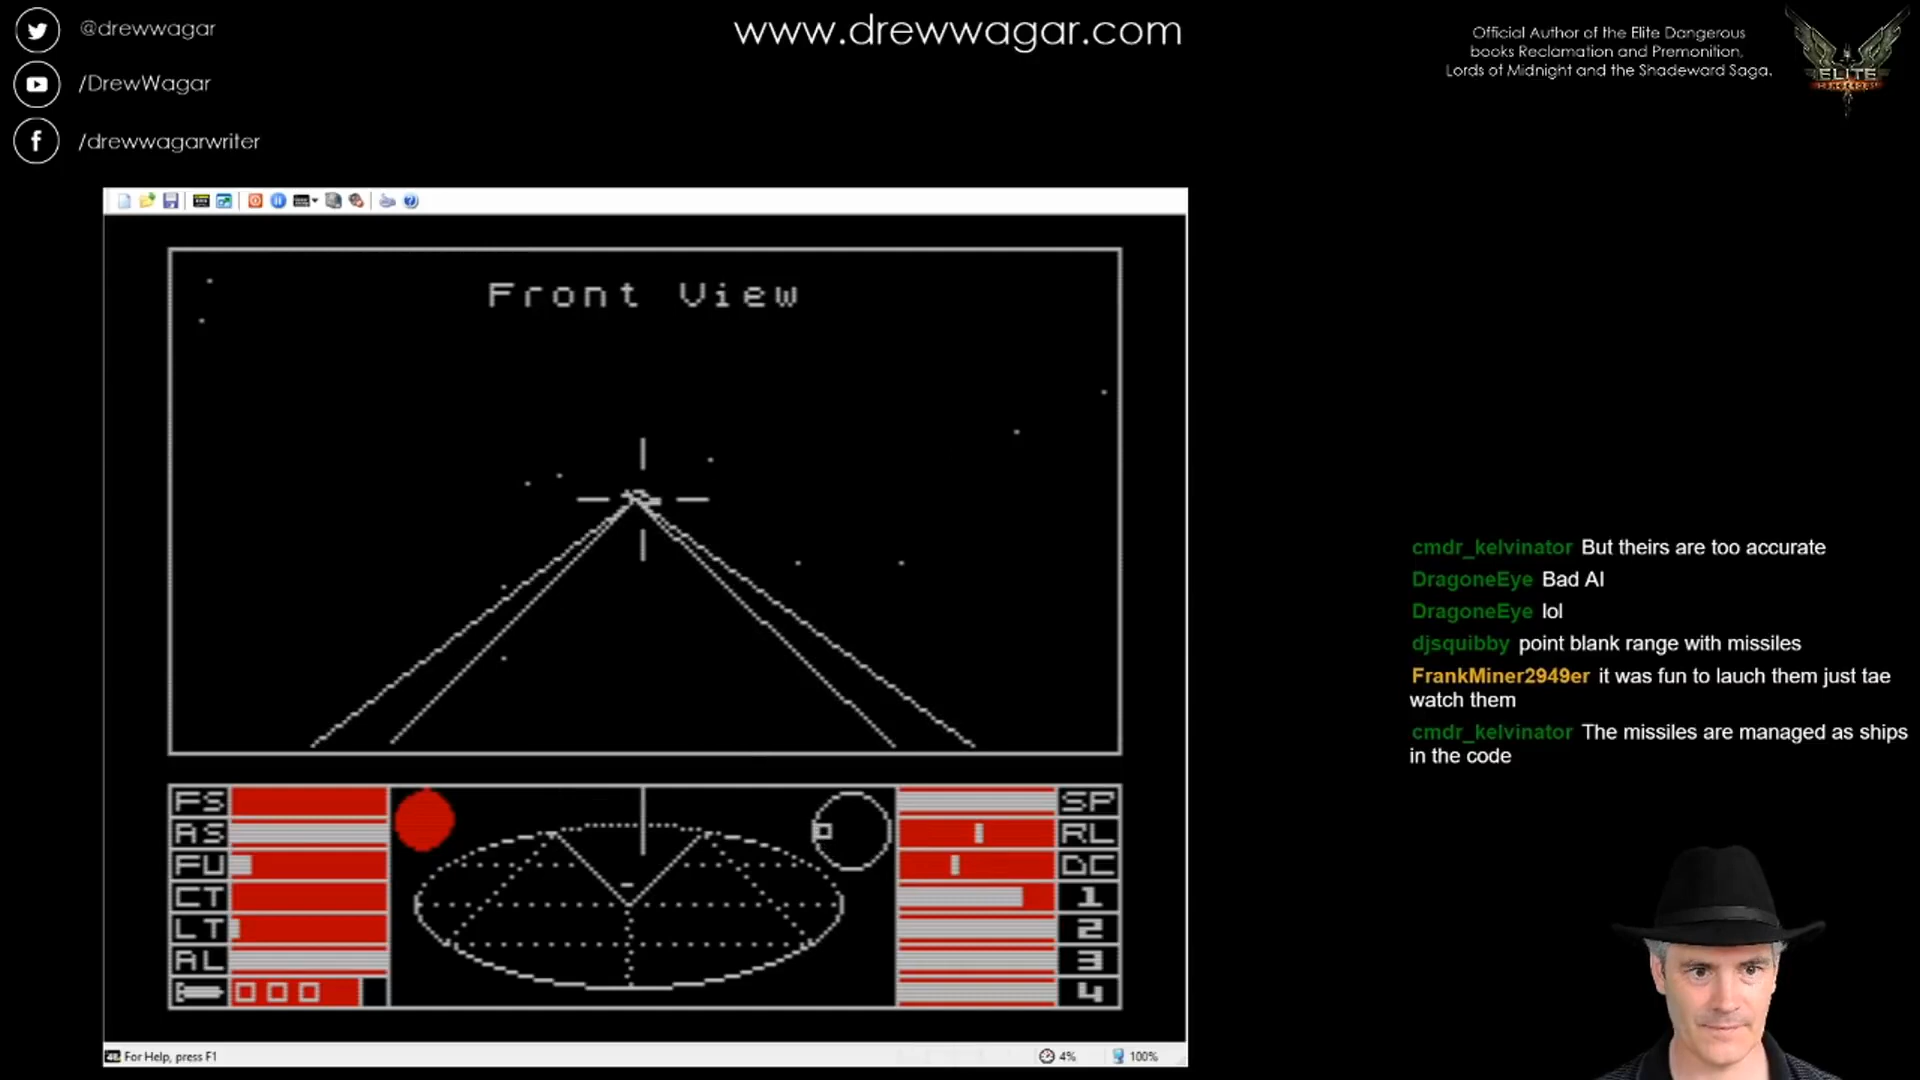 @drewwagar
/DrewWagar
/drewwagarwriter
www.drewwagar.com
Official Author of the Elite Dangerous
books Reclamation and Premonition,
Lords of Midnight and the Shadeward Saga.
ELITE
DANGEROUS
Front View
FS
AS
FU
CT
LT
AL
SP
RL
DC
1
2
3
4
For Help, press F1
4%
100%
cmdr_kelvinator But theirs are too accurate
DragoneEye Bad AI
DragoneEye lol
djsquibby point blank range with missiles
FrankMiner2949er it was fun to lauch them just tae
watch them
cmdr_kelvinator The missiles are managed as ships
in the code